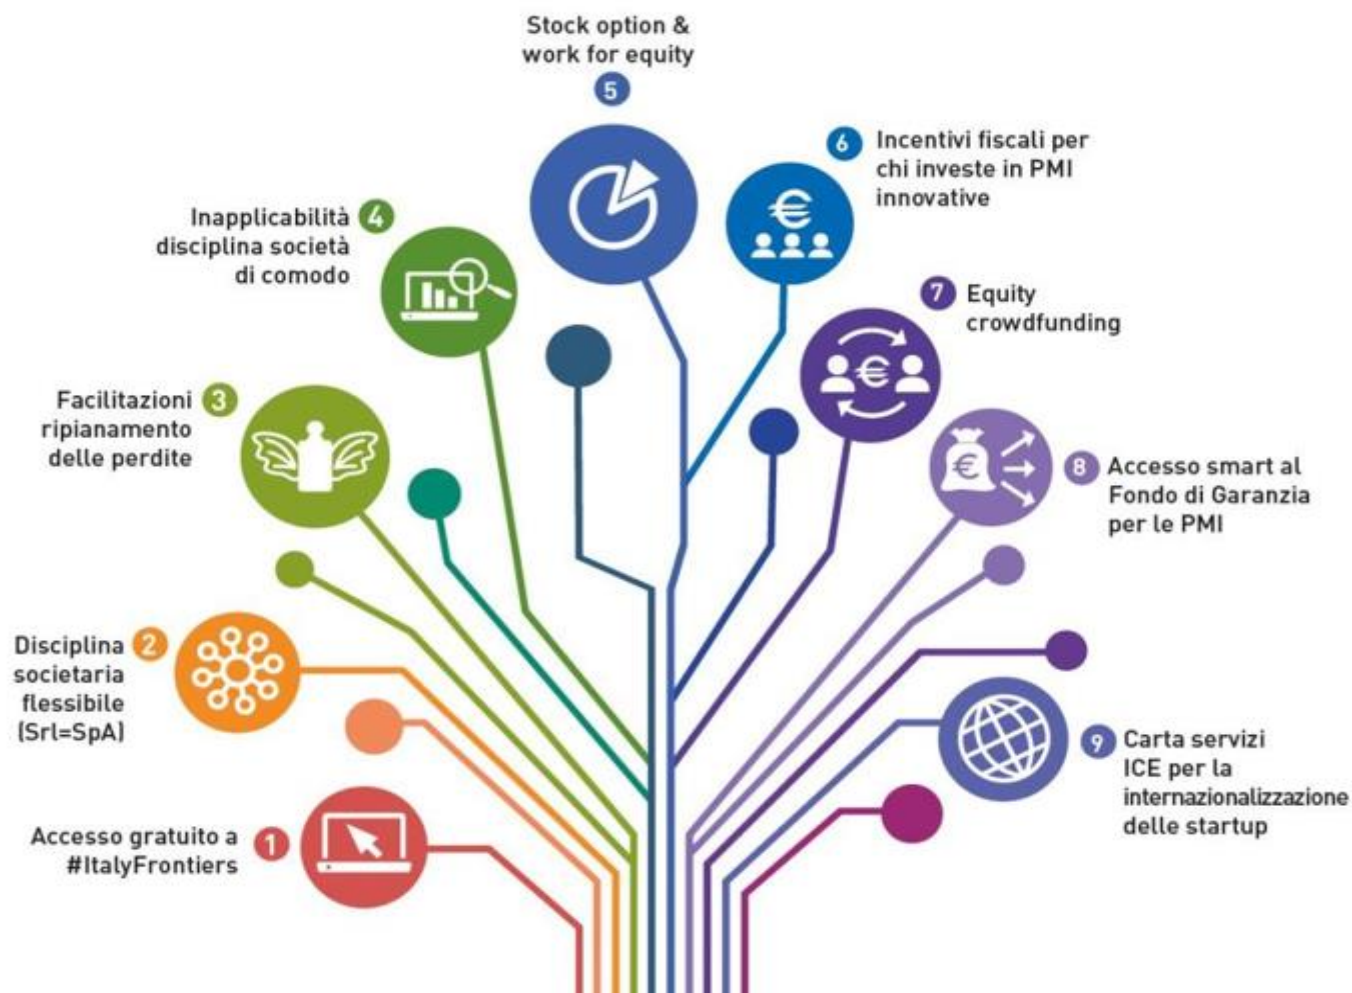 Stock option &
work for equity
5
6
Incentivi fiscali per
chi investe in PMI
innovative
Inapplicabilità
disciplina società
di comodo
4
7
Equity
crowdfunding
Facilitazioni
ripianamento
delle perdite
3
8
Accesso smart al
Fondo di Garanzia
per le PMI
Disciplina
societaria
flessibile
(Srl=SpA)
2
9
Carta servizi
ICE per la
internazionalizzazione
delle startup
Accesso gratuito a
#ItalyFrontiers
1
€
€
€